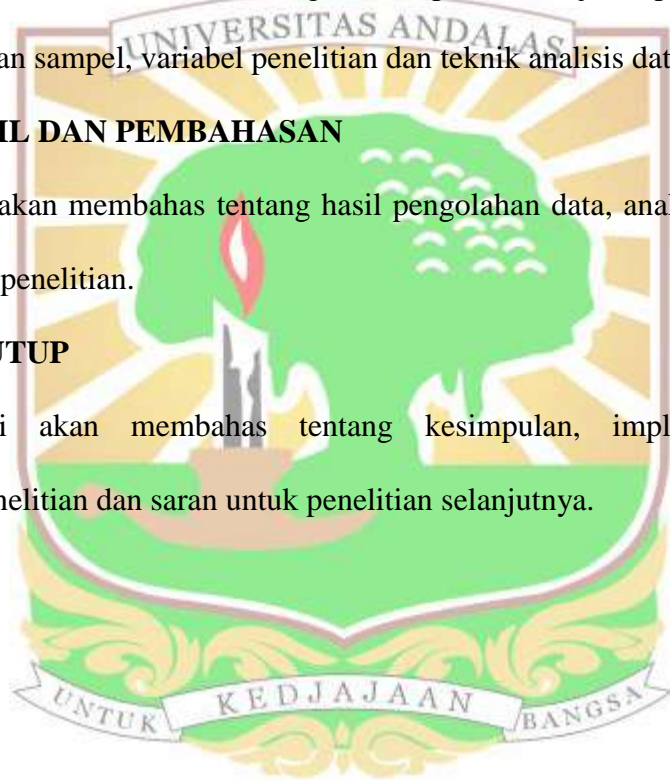 UNIVERSITAS ANDALAS
an sampel, variabel penelitian dan teknik analisis dat
IL DAN PEMBAHASAN
akan membahas tentang hasil pengolahan data, anal
penelitian.
UTUP
i akan membahas tentang kesimpulan, impl
nelitian dan saran untuk penelitian selanjutnya.
UNTUK KEDJAJAAN BANGSA